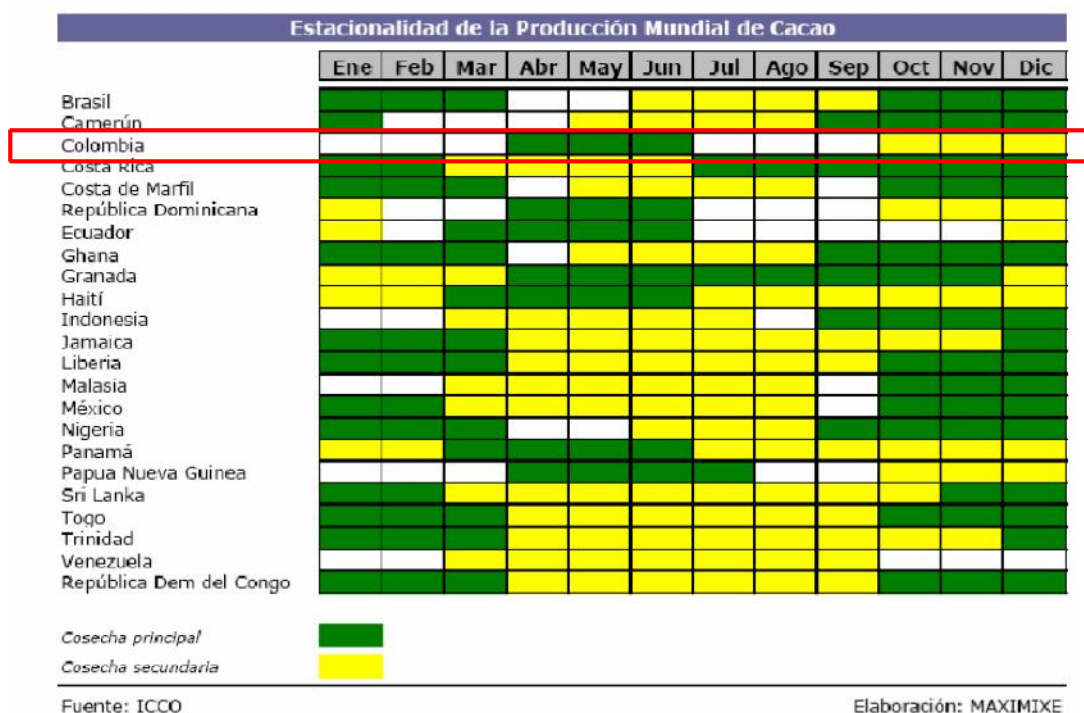 Estacionalidad de la Producción Mundial de Cacao
Ene Feb Mar Abr May Jun Jul Ago Sep Oct Nov Dic
Brasil
Camerún
Colombia
Costa Rica
Costa de Marfil
República Dominicana
Ecuador
Ghana
Granada
Haití
Indonesia
Jamaica
Liberia
Malasia
México
Nigeria
Panamá
Papua Nueva Guinea
Sri Lanka
Togo
Trinidad
Venezuela
República Dem del Congo
Cosecha principal
Cosecha secundaria
Fuente: ICCO Elaboración: MAXIMIXE